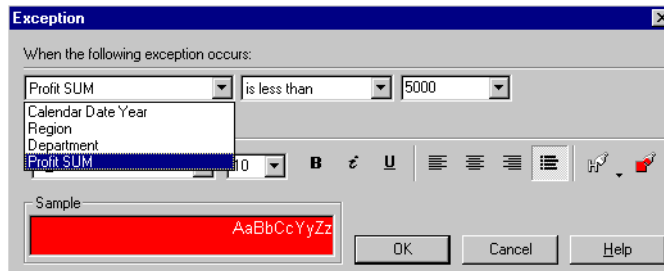 Exception
When the following exception occurs:
Profit SUM is less than 5000
Calendar Date Year
Region
Department
Profit SUM
10 B i U
Sample
AaBbCcYyZz
OK Cancel Help